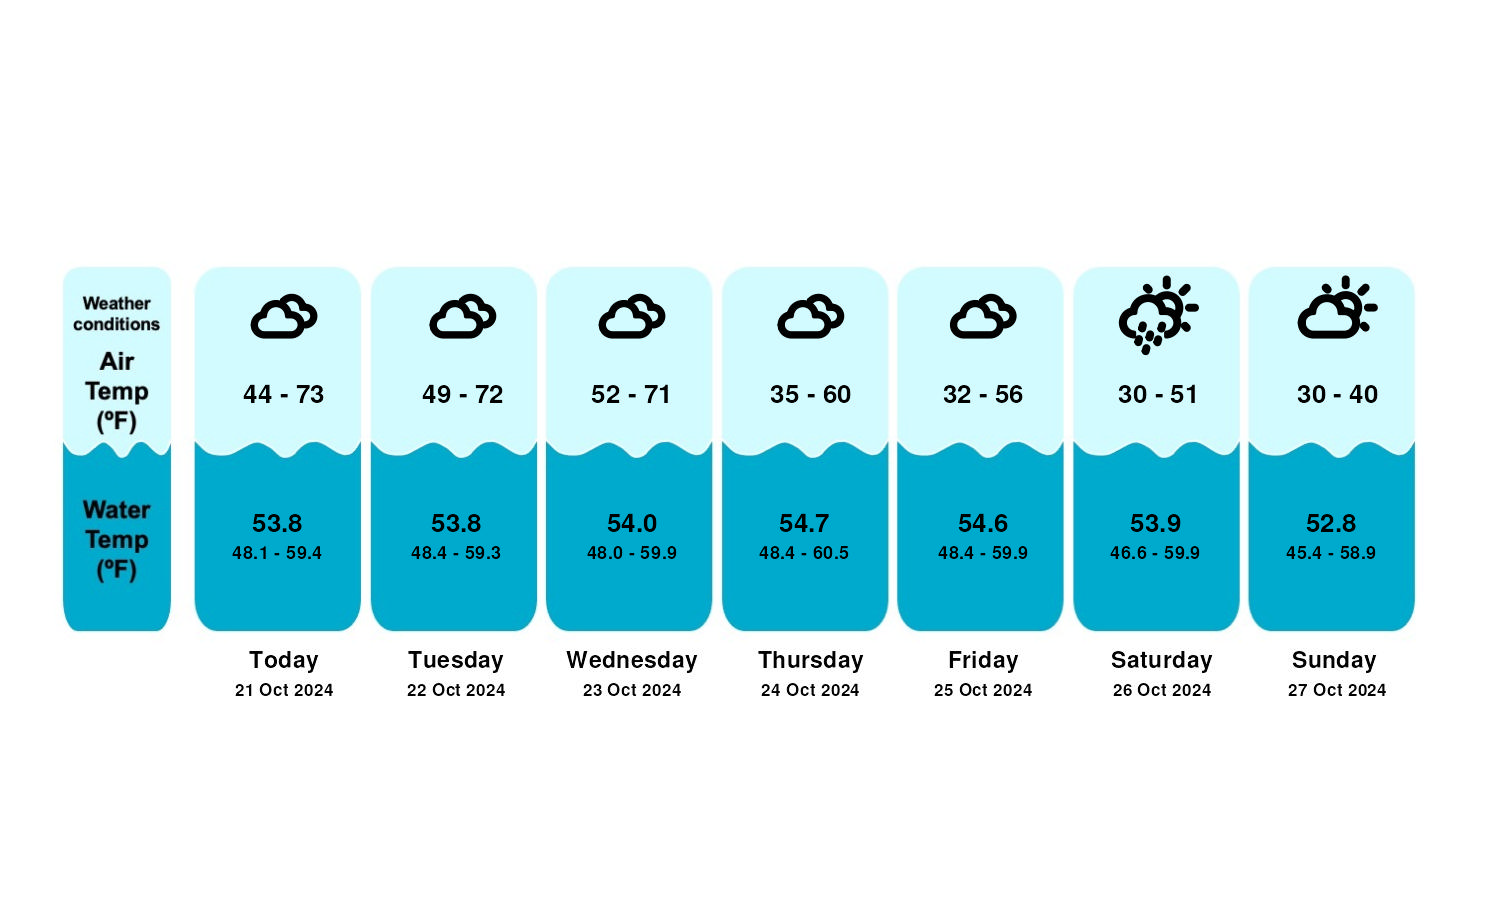 Weather
conditions
Air
Temp
(ºF)
Water
Temp
(ºF)
44 - 73
53.8
48.1 - 59.4
Today
21 Oct 2024
49 - 72
53.8
48.4 - 59.3
Tuesday
22 Oct 2024
52 - 71
54.0
48.0 - 59.9
Wednesday
23 Oct 2024
35 - 60
54.7
48.4 - 60.5
Thursday
24 Oct 2024
32 - 56
54.6
48.4 - 59.9
Friday
25 Oct 2024
30 - 51
53.9
46.6 - 59.9
Saturday
26 Oct 2024
30 - 40
52.8
45.4 - 58.9
Sunday
27 Oct 2024